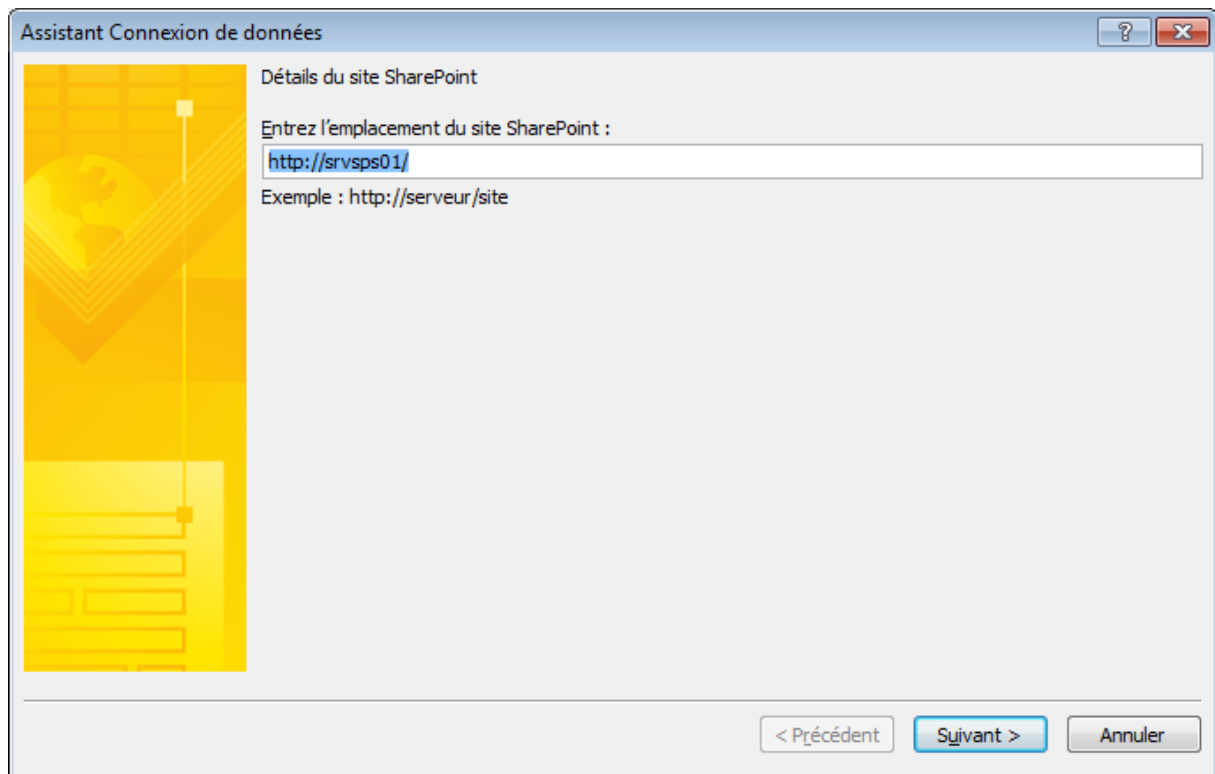 Assistant Connexion de données
Détails du site SharePoint
Entrez l'emplacement du site SharePoint :
http://srvsps01/
Exemple : http://serveur/site
< Précédent Suivant > Annuler